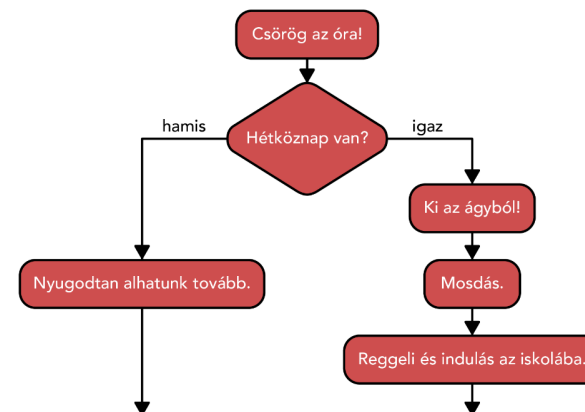 Csörög az óra!
hamis
Hétköznap van?
igaz
Ki az ágyból!
Nyugodtan alhatunk tovább.
Mosdás.
Reggeli és indulás az iskolába.